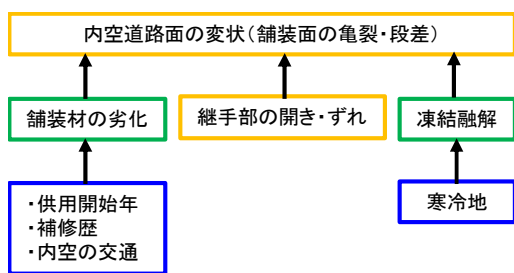 内空道路面の変状(舗装面の亀裂・段差)
舗装材の劣化
継手部の開き・ずれ
凍結融解
・供用開始年
・補修歴
・内空の交通
寒冷地